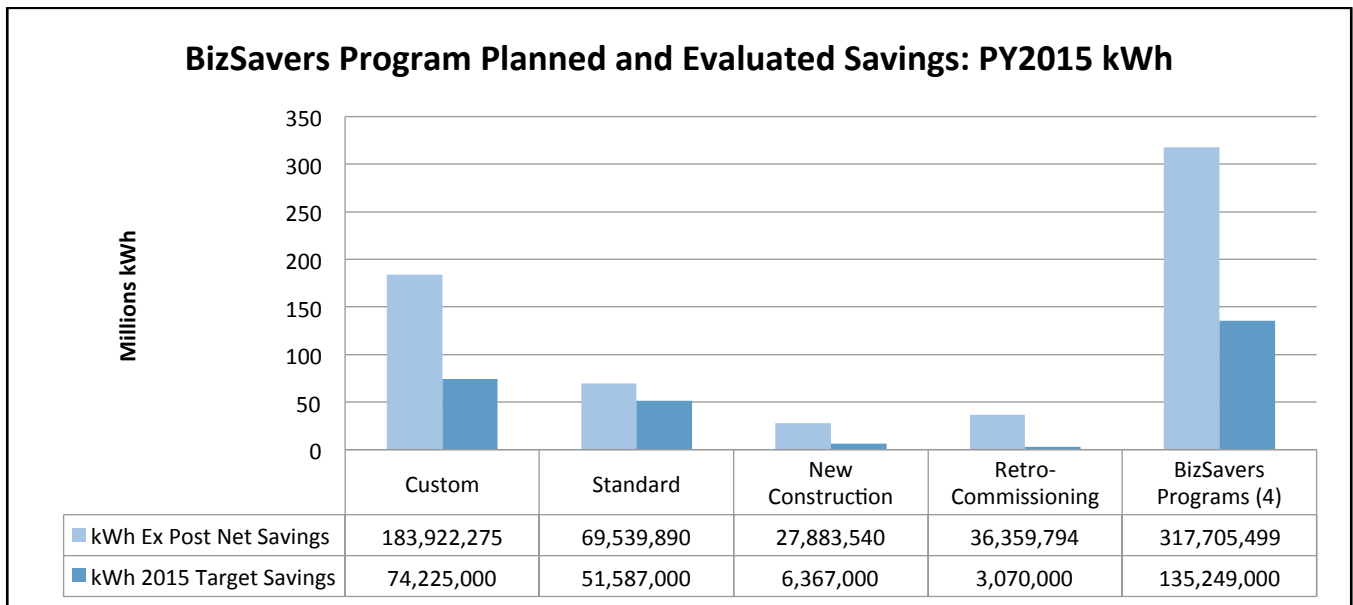 BizSavers Program Planned and Evaluated Savings: PY2015 kWh
Millions kWh
350
300
250
200
150
100
50
0
Custom
Standard
New
Construction
Retro-
Commissioning
BizSavers
Programs (4)
kWh Ex Post Net Savings 183,922,275 69,539,890 27,883,540 36,359,794 317,705,499
kWh 2015 Target Savings 74,225,000 51,587,000 6,367,000 3,070,000 135,249,000